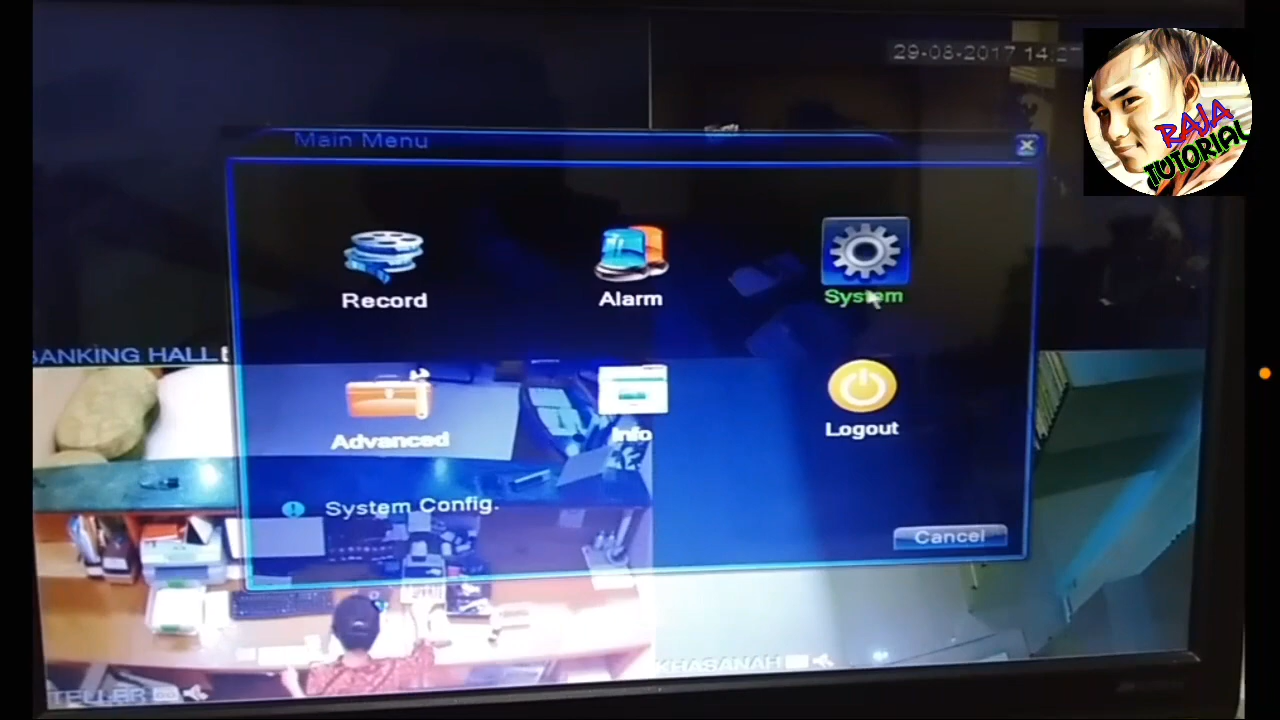 29-08-2017 14:27
RAJA
TUTORIAL
Main Menu
Record
Alarm
System
BANKING HALL
Advanced
Info
Logout
System Config.
Cancel
KHASANAH
TELLER